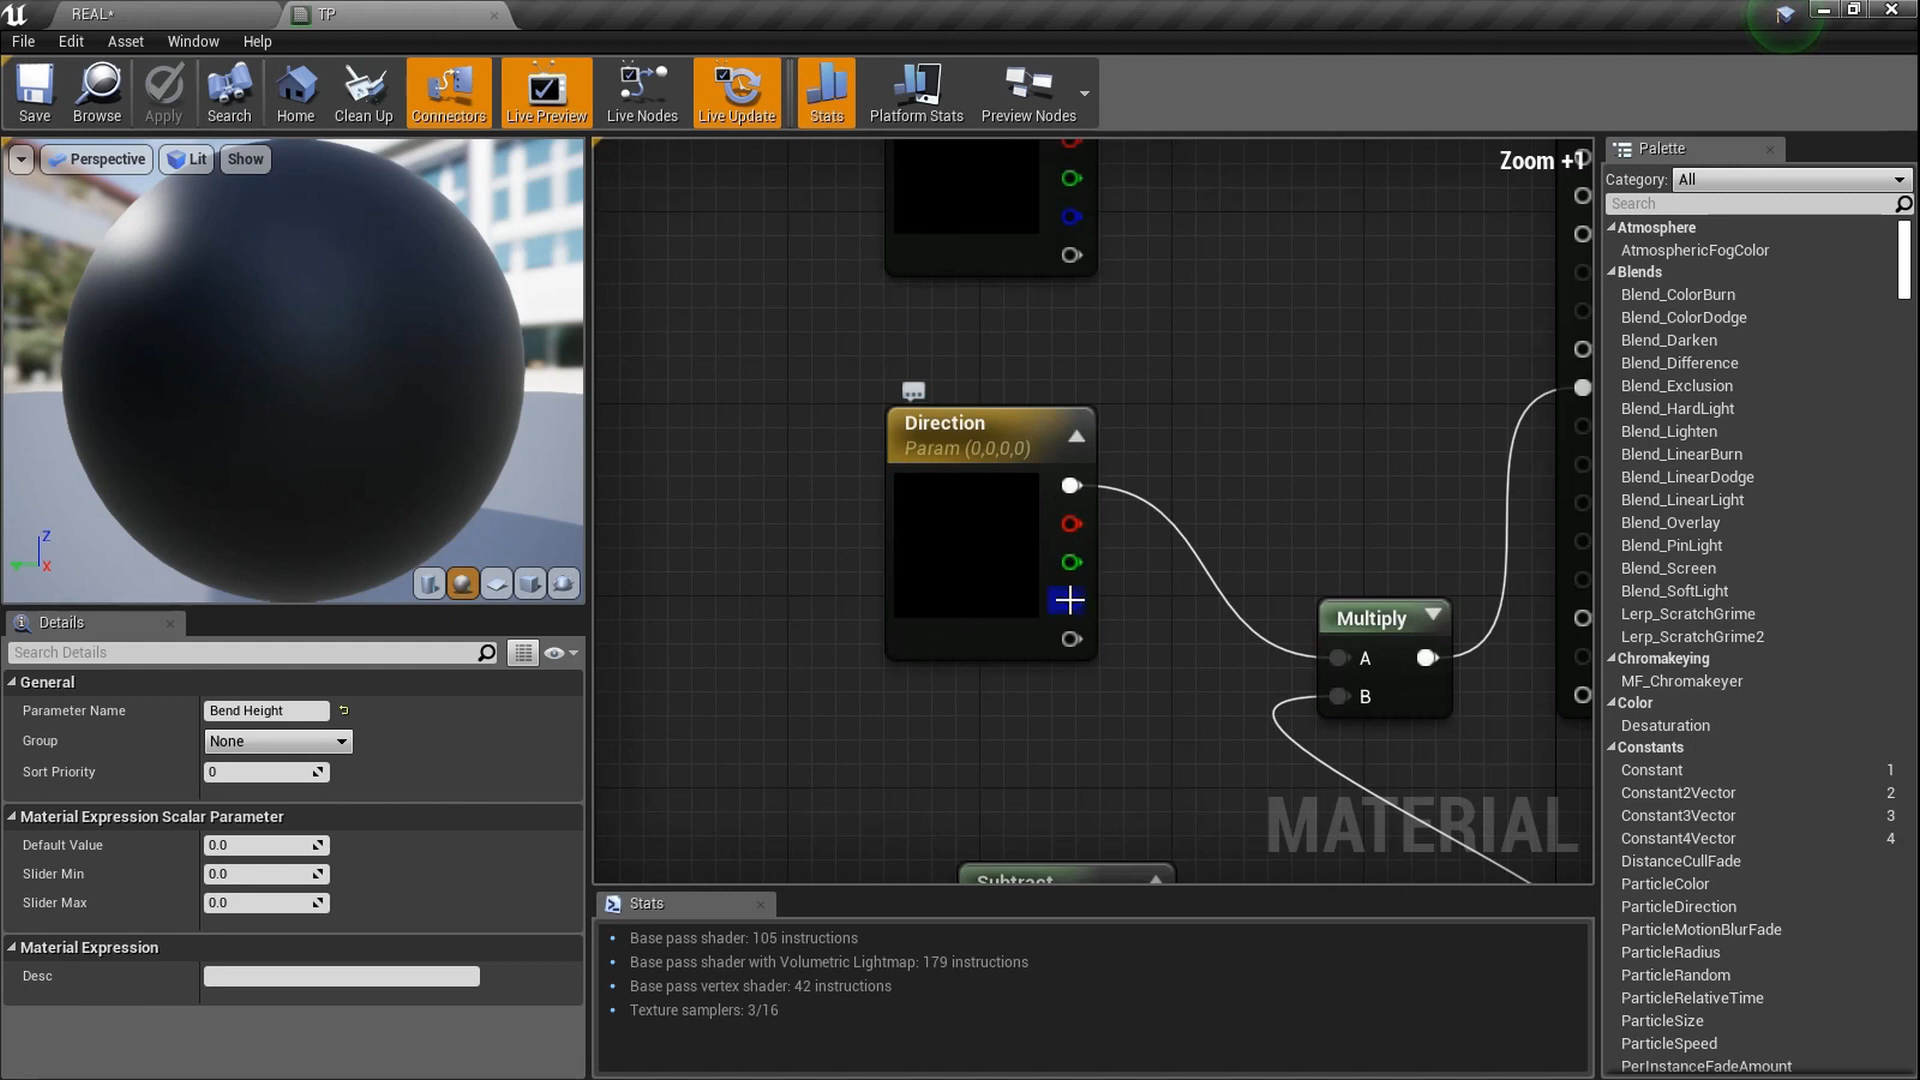 REAL*
TP
File Edit Asset Window Help
Save Browse Apply Search Home Clean Up Connectors Live Preview Live Nodes Live Update Stats Platform Stats Preview Nodes
Perspective Lit Show
Z
X
Details
Search Details
General
Parameter Name Bend Height
Group None
Sort Priority 0
Material Expression Scalar Parameter
Default Value 0.0
Slider Min 0.0
Slider Max 0.0
Material Expression
Desc
Zoom +1
Direction
Param (0,0,0,0)
Multiply
A
B
Subtract
MATERIAL
Stats
Base pass shader: 105 instructions
Base pass shader with Volumetric Lightmap: 179 instructions
Base pass vertex shader: 42 instructions
Texture samplers: 3/16
Palette
Category: All
Search
Atmosphere
AtmosphericFogColor
Blends
Blend_ColorBurn
Blend_ColorDodge
Blend_Darken
Blend_Difference
Blend_Exclusion
Blend_HardLight
Blend_Lighten
Blend_LinearBurn
Blend_LinearDodge
Blend_LinearLight
Blend_Overlay
Blend_PinLight
Blend_Screen
Blend_SoftLight
Lerp_ScratchGrime
Lerp_ScratchGrime2
Chromakeying
MF_Chromakeyer
Color
Desaturation
Constants
Constant 1
Constant2Vector 2
Constant3Vector 3
Constant4Vector 4
DistanceCullFade
ParticleColor
ParticleDirection
ParticleMotionBlurFade
ParticleRadius
ParticleRandom
ParticleRelativeTime
ParticleSize
ParticleSpeed
PerInstanceFadeAmount